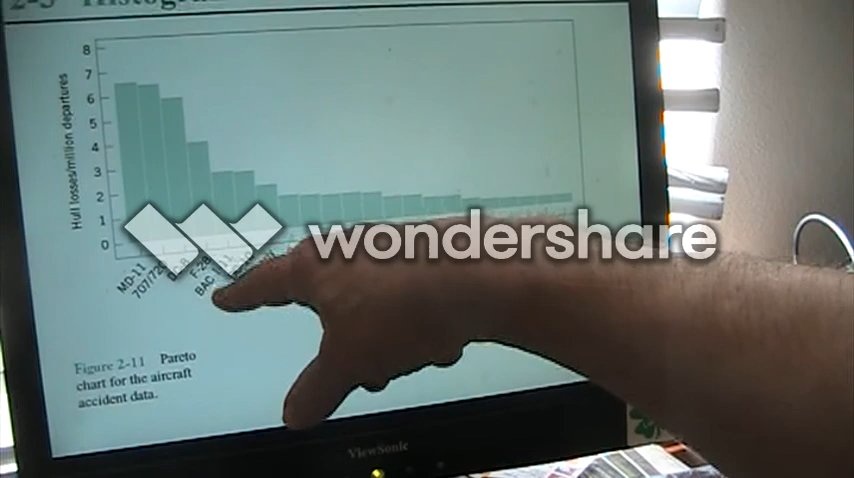 2-3 Histogra
8
7
6
5
4
3
2
1
0
Hull losses/million departures
MD-11
707/72
F-28
BAC
wondershare
Figure 2-11 Pareto
chart for the aircraft
accident data.
ViewSonic